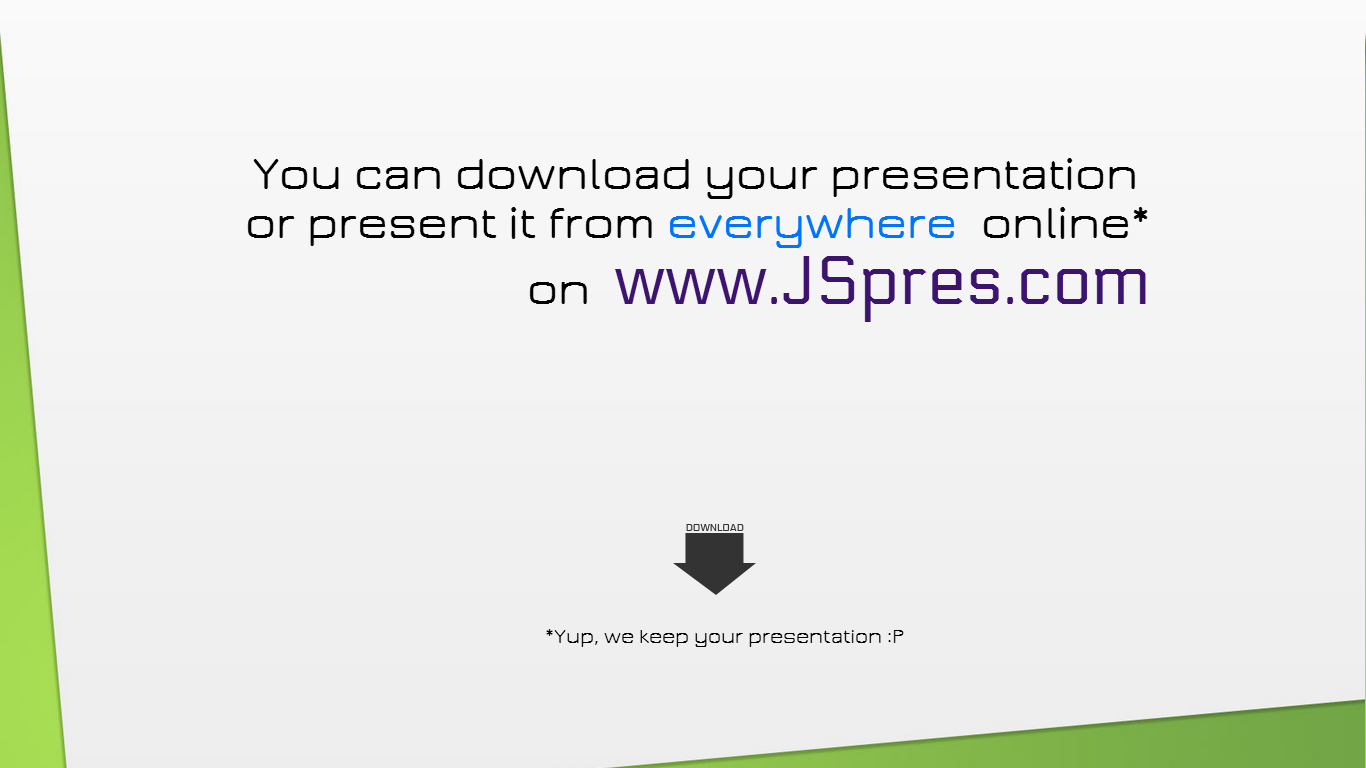 You can download your presentation
or present it from everywhere online*
on www.JSpres.com
DOWNLOAD
*Yup, we keep your presentation :P